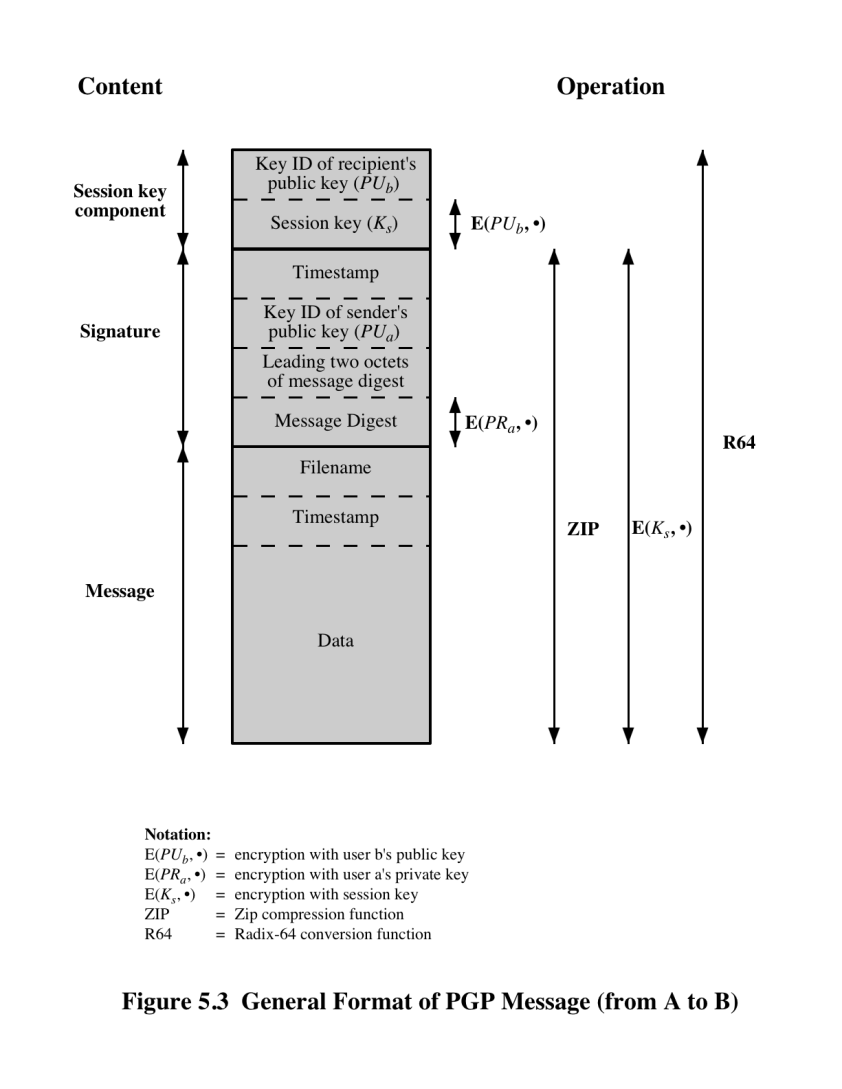 Content
Operation
Key ID of recipient's
public key (PUb)
Session key
component
Session key (Ks)
E(PUb, •)
Timestamp
Key ID of sender's
public key (PUa)
Signature
Leading two octets
of message digest
Message Digest
E(PRa, •)
R64
Filename
Timestamp
ZIP
E(Ks, •)
Message
Data
Notation:
E(PUb, •) = encryption with user b's public key
E(PRa, •) = encryption with user a's private key
E(Ks, •) = encryption with session key
ZIP = Zip compression function
R64 = Radix-64 conversion function
Figure 5.3 General Format of PGP Message (from A to B)